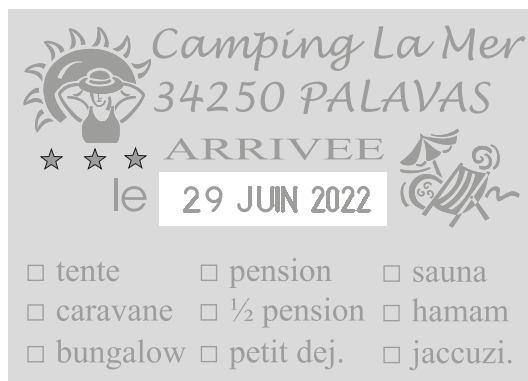 Camping La Mer
34250 PALAVAS
ARRIVEE
le 29 JUIN 2022
□ tente □ pension □ sauna
□ caravane □ ½ pension □ hamam
□ bungalow □ petit dej. □ jaccuzi.